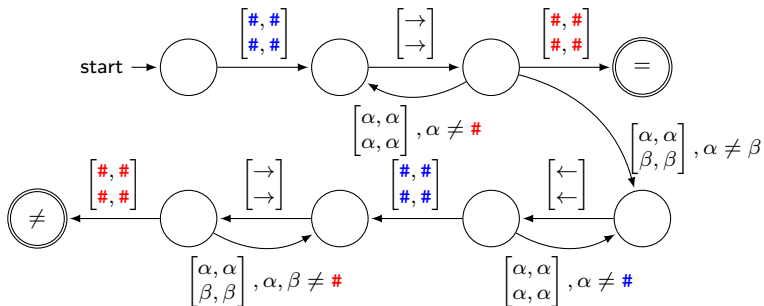 [#, #
#, #]
[→
→]
[#, #
#, #]
start
=
[α, α
α, α], α ≠ #
[α, α
β, β], α ≠ β
[#, #
#, #]
[→
→]
[#, #
#, #]
[←
←]
≠
[α, α
β, β], α, β ≠ #
[α, α
α, α], α ≠ #